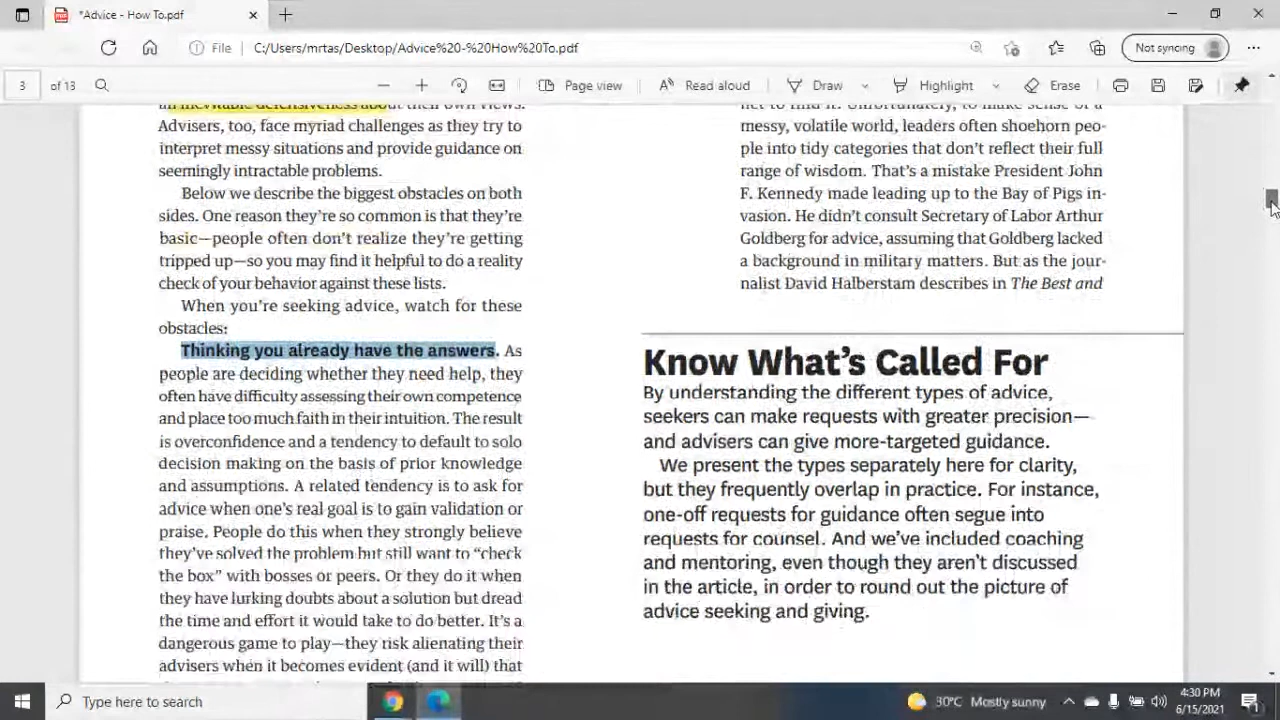 *Advice - How To.pdf
File
C:/Users/mrtas/Desktop/Advice%20-%20How%20To.pdf
Not syncing
3 of 13
Page view
Read aloud
Draw
Highlight
Erase
an inevitable defensiveness about their own views.
Advisers, too, face myriad challenges as they try to
interpret messy situations and provide guidance on
seemingly intractable problems.
Below we describe the biggest obstacles on both
sides. One reason they're so common is that they're
basic—people often don't realize they're getting
tripped up—so you may find it helpful to do a reality
check of your behavior against these lists.
When you're seeking advice, watch for these
obstacles:
Thinking you already have the answers. As
people are deciding whether they need help, they
often have difficulty assessing their own competence
and place too much faith in their intuition. The result
is overconfidence and a tendency to default to solo
decision making on the basis of prior knowledge
and assumptions. A related tendency is to ask for
advice when one's real goal is to gain validation or
praise. People do this when they strongly believe
they've solved the problem but still want to "check
the box" with bosses or peers. Or they do it when
they have lurking doubts about a solution but dread
the time and effort it would take to do better. It's a
dangerous game to play—they risk alienating their
advisers when it becomes evident (and it will) that
net to find it. Unfortunately, to make sense of a
messy, volatile world, leaders often shoehorn peo-
ple into tidy categories that don't reflect their full
range of wisdom. That's a mistake President John
F. Kennedy made leading up to the Bay of Pigs in-
vasion. He didn't consult Secretary of Labor Arthur
Goldberg for advice, assuming that Goldberg lacked
a background in military matters. But as the jour-
nalist David Halberstam describes in The Best and
Know What's Called For
By understanding the different types of advice,
seekers can make requests with greater precision—
and advisers can give more-targeted guidance.
We present the types separately here for clarity,
but they frequently overlap in practice. For instance,
one-off requests for guidance often segue into
requests for counsel. And we've included coaching
and mentoring, even though they aren't discussed
in the article, in order to round out the picture of
advice seeking and giving.
Type here to search
30°C Mostly sunny
4:30 PM
6/15/2021